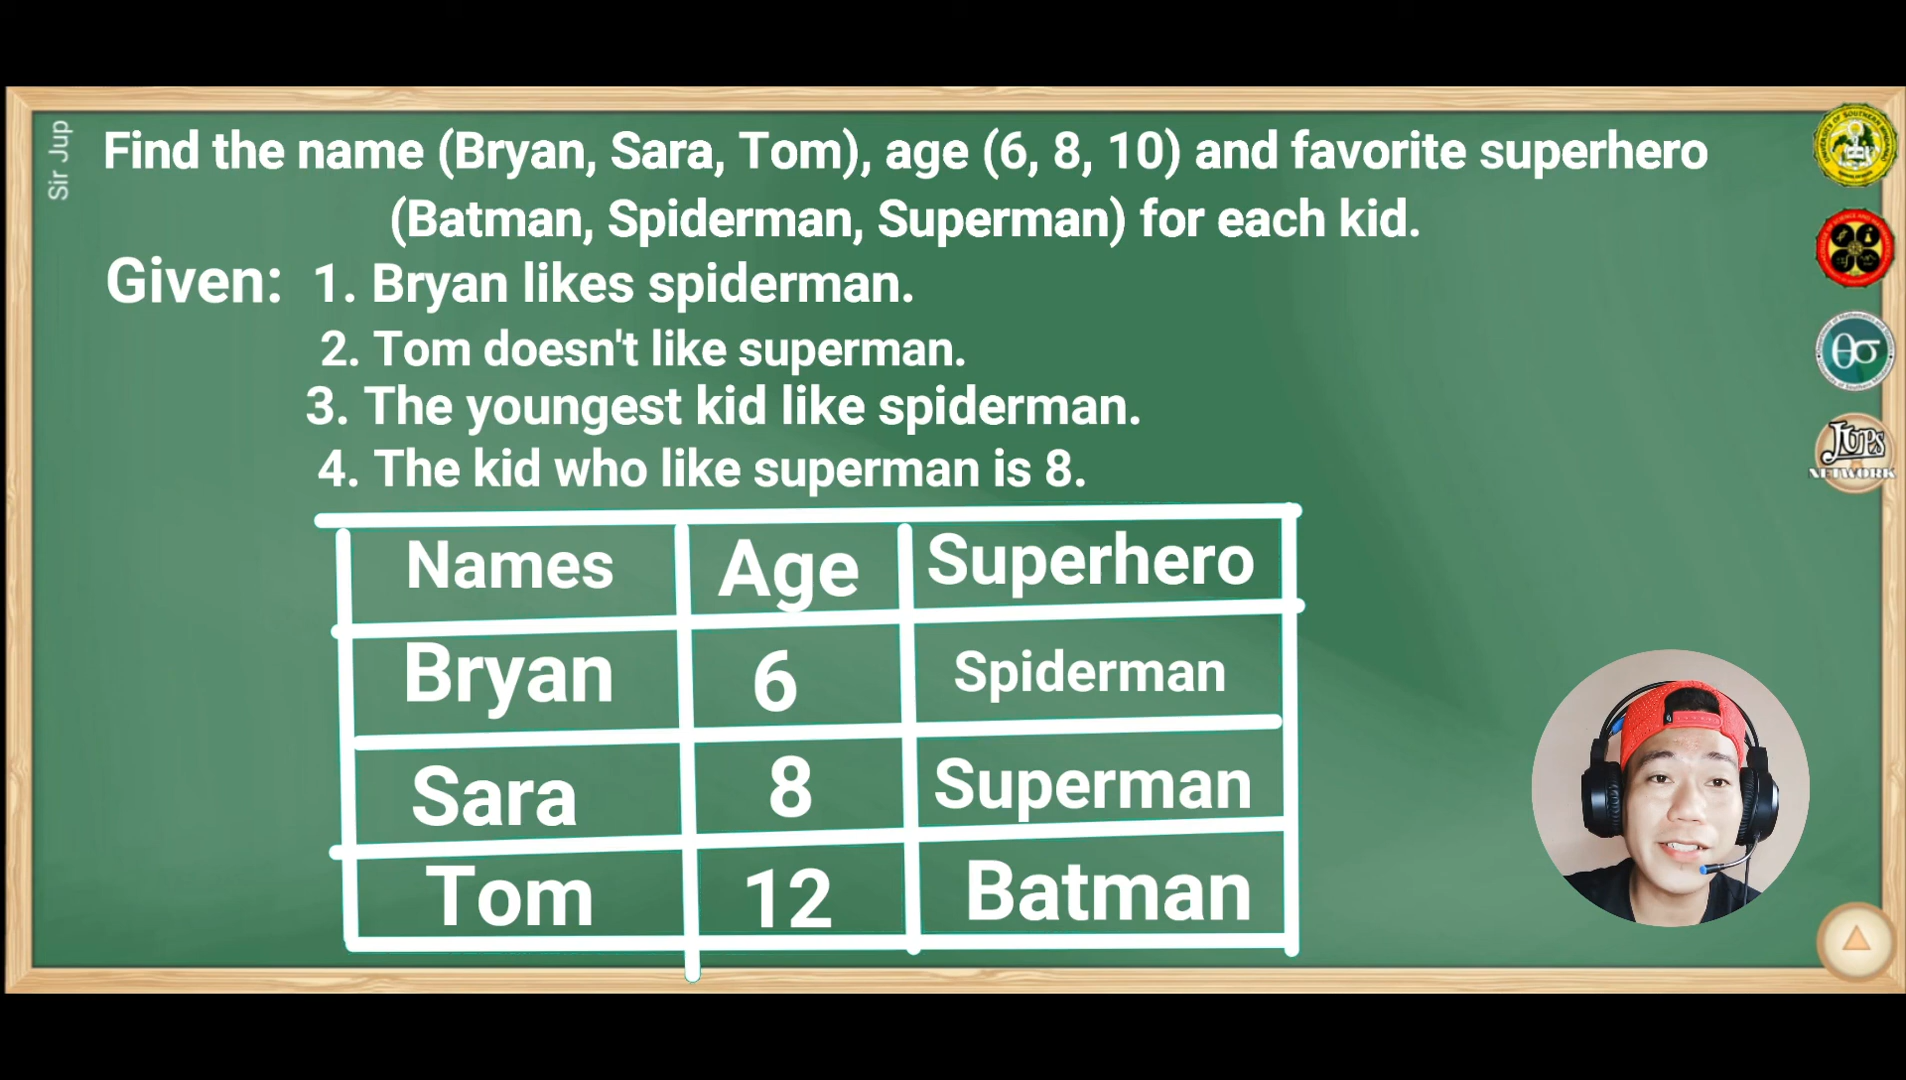 Sir Jup
Find the name (Bryan, Sara, Tom), age (6, 8, 10) and favorite superhero
(Batman, Spiderman, Superman) for each kid.
Given: 1. Bryan likes spiderman.
2. Tom doesn't like superman.
3. The youngest kid like spiderman.
4. The kid who like superman is 8.
Names Age Superhero
Bryan 6 Spiderman
Sara 8 Superman
Tom 12 Batman
θσ
JUPs
NETWORK